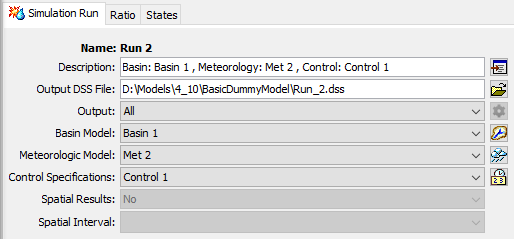 Simulation Run Ratio States
Name: Run 2
Description: Basin: Basin 1 , Meteorology: Met 2 , Control: Control 1
Output DSS File: D:\Models\4_10\BasicDummyModel\Run_2.dss
Output: All
Basin Model: Basin 1
Meteorologic Model: Met 2
Control Specifications: Control 1
Spatial Results: No
Spatial Interval: